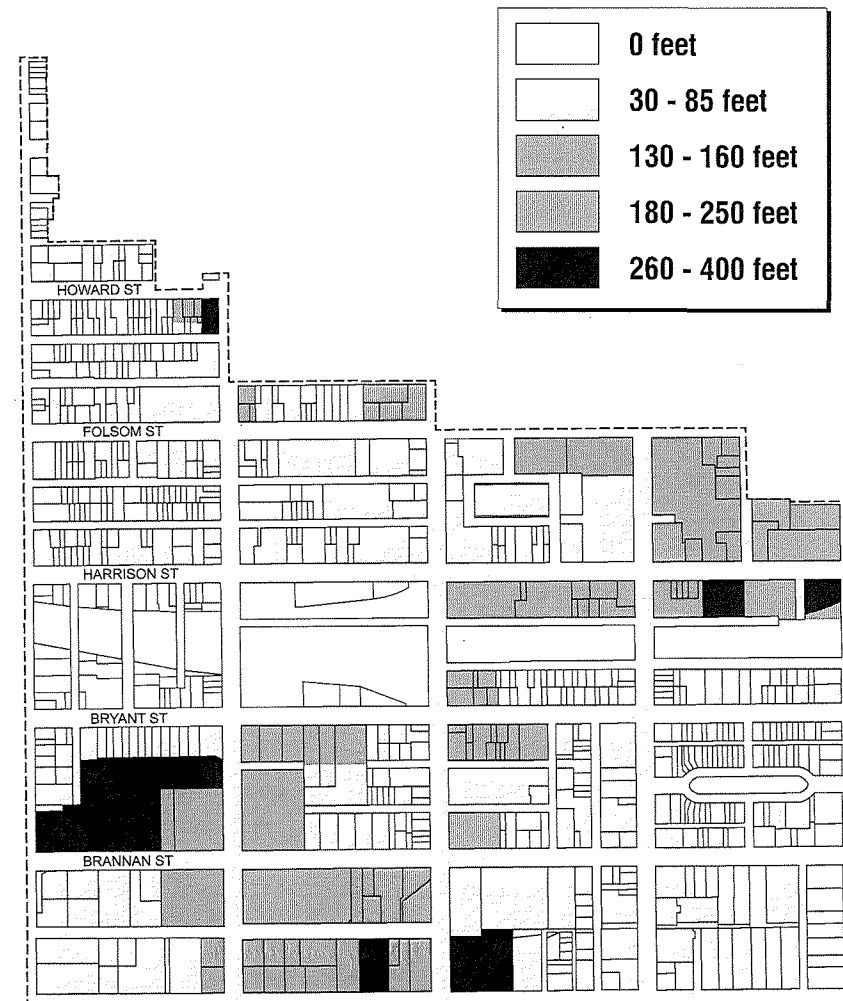 0 feet
30 - 85 feet
130 - 160 feet
180 - 250 feet
260 - 400 feet
HOWARD ST
FOLSOM ST
HARRISON ST
BRYANT ST
BRANNAN ST